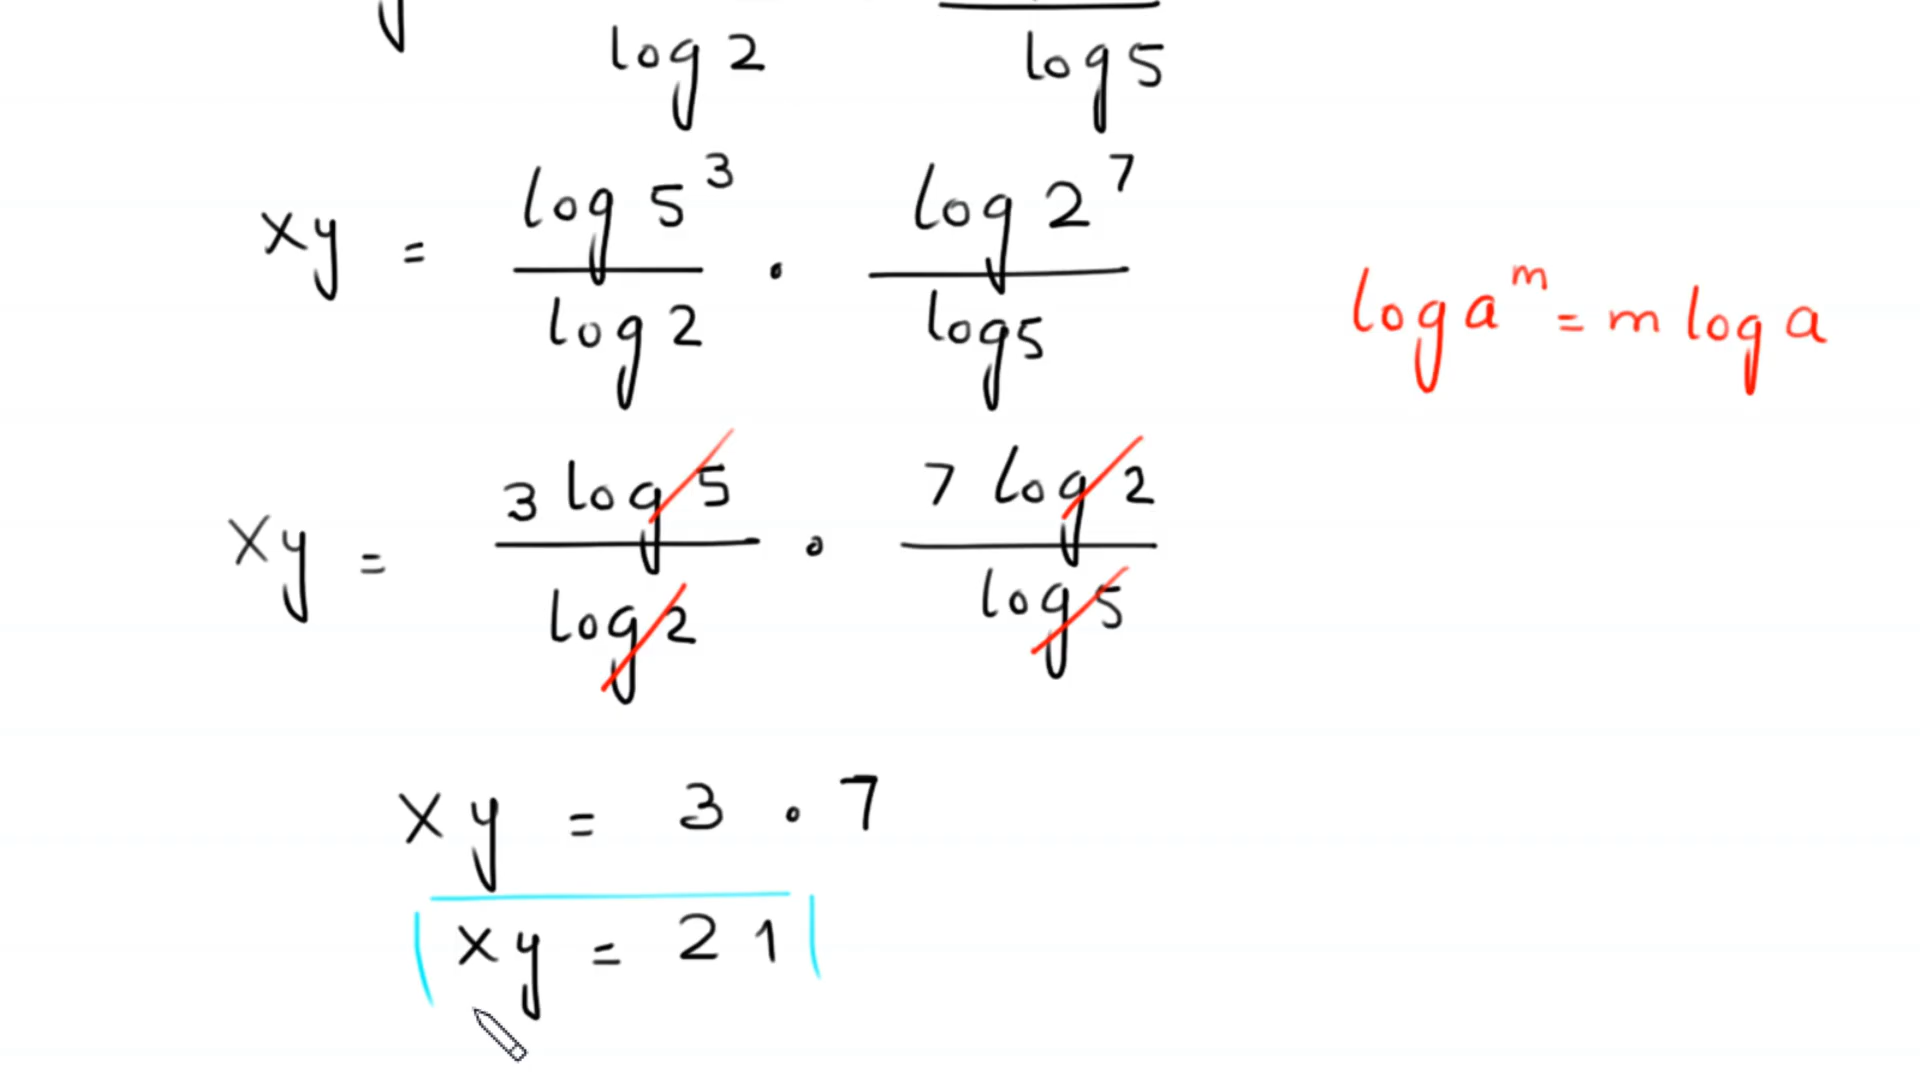 y log 2 log 5
xy = log 5^3 / log 2 · log 2^7 / log 5
log a^m = m log a
xy = 3 log 5 / log 2 · 7 log 2 / log 5
xy = 3 · 7
xy = 21